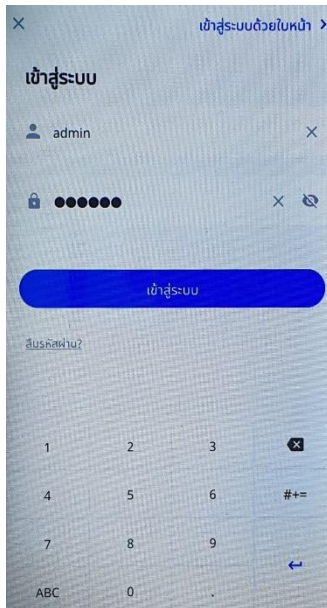 เข้าสู่ระบบด้วยใบหน้า
เข้าสู่ระบบ
admin
●●●●●●
เข้าสู่ระบบ
ลืมรหัสผ่าน?
1 2 3
4 5 6 #+=
7 8 9
ABC 0 .